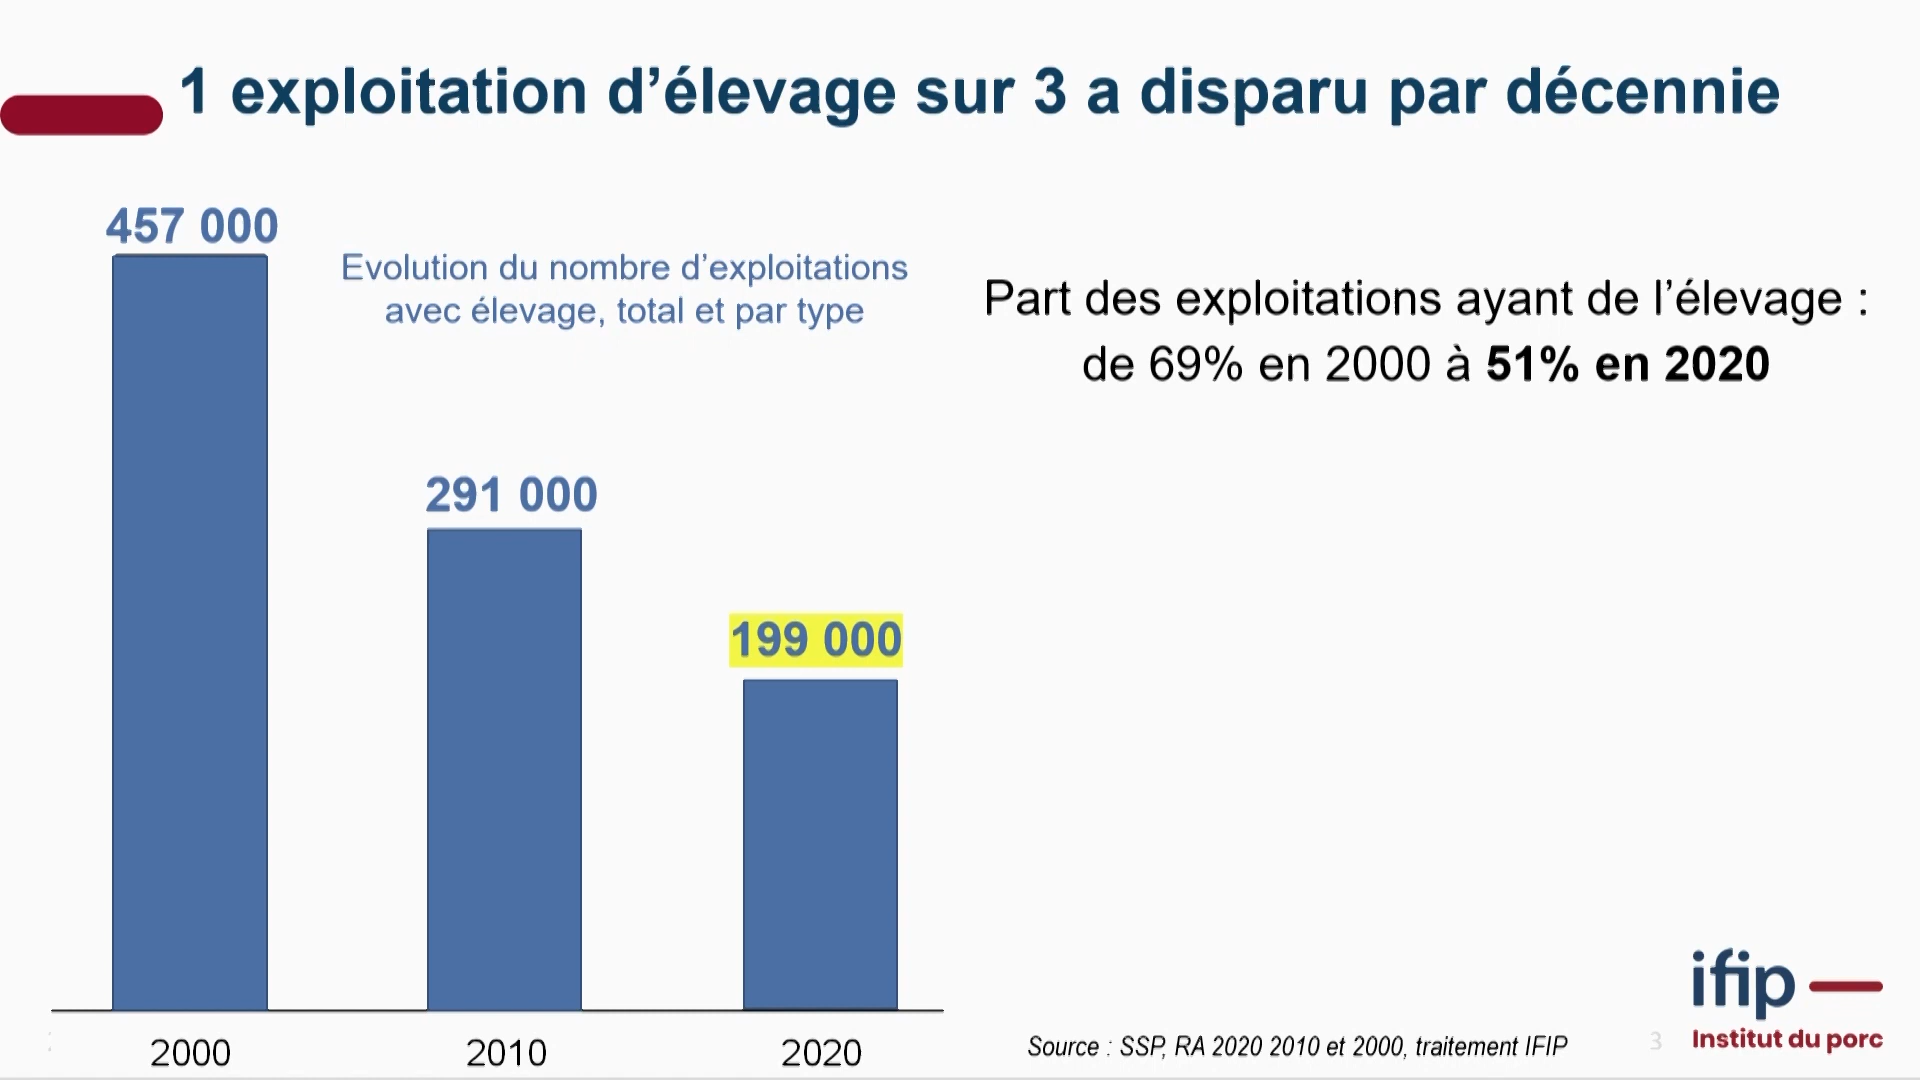 1 exploitation d’élevage sur 3 a disparu par décennie
457 000
Evolution du nombre d’exploitations
avec élevage, total et par type
Part des exploitations ayant de l’élevage :
de 69% en 2000 à 51% en 2020
291 000
199 000
2000
2010
2020
Source : SSP, RA 2020 2010 et 2000, traitement IFIP
3
ifip
Institut du porc